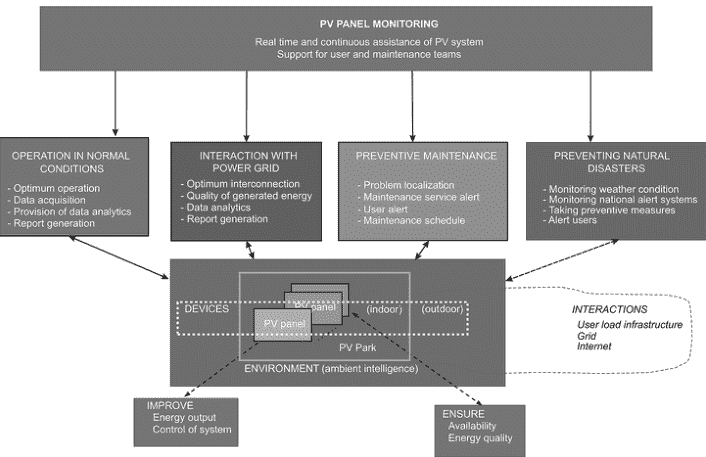 PV PANEL MONITORING
Real time and continuous assistance of PV system
Support for user and maintenance teams
OPERATION IN NORMAL
CONDITIONS
- Optimum operation
- Data acquisition
- Provision of data analytics
- Report generation
INTERACTION WITH
POWER GRID
- Optimum interconnection
- Quality of generated energy
- Data analytics
- Report generation
PREVENTIVE MAINTENANCE
- Problem localization
- Maintenance service alert
- User alert
- Maintenance schedule
PREVENTING NATURAL
DISASTERS
- Monitoring weather condition
- Monitoring national alert systems
- Taking preventive measures
- Alert users
DEVICES
PV panel
PV panel
(indoor)
(outdoor)
PV Park
ENVIRONMENT (ambient intelligence)
INTERACTIONS
User load infrastructure
Grid
Internet
IMPROVE
Energy output
Control of system
ENSURE
Availability
Energy quality